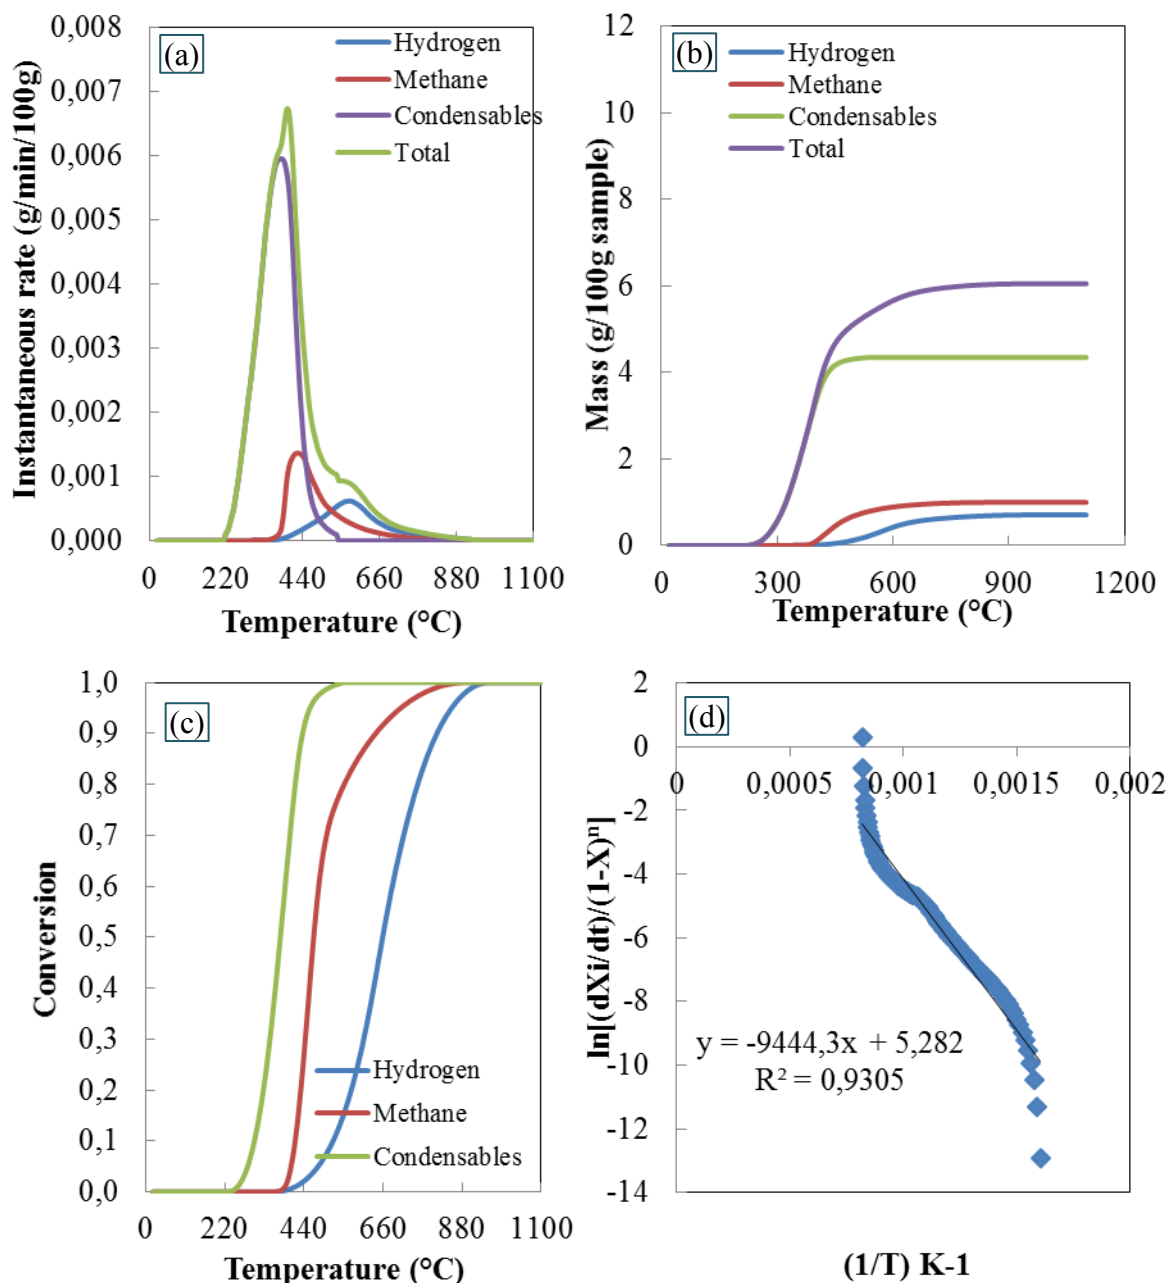 (a)
0,008
0,007
0,006
0,005
0,004
0,003
0,002
0,001
0,000
Instantaneous rate (g/min/100g)
Hydrogen
Methane
Condensables
Total
0 220 440 660 880 1100
Temperature (°C)
(b)
12
10
8
6
4
2
0
Mass (g/100g sample)
Hydrogen
Methane
Condensables
Total
0 300 600 900 1200
Temperature (°C)
(c)
1,0
0,9
0,8
0,7
0,6
0,5
0,4
0,3
0,2
0,1
0,0
Conversion
Hydrogen
Methane
Condensables
0 220 440 660 880 1100
Temperature (°C)
(d)
2
0
-2
-4
-6
-8
-10
-12
-14
ln[(dXi/dt)/(1-X)ⁿ]
0 0,0005 0,001 0,0015 0,002
y = -9444,3x + 5,282
R² = 0,9305
(1/T) K-1